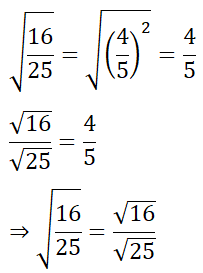 √(16/25) = √((4/5)²) = 4/5
√16/√25 = 4/5
⇒ √(16/25) = √16/√25